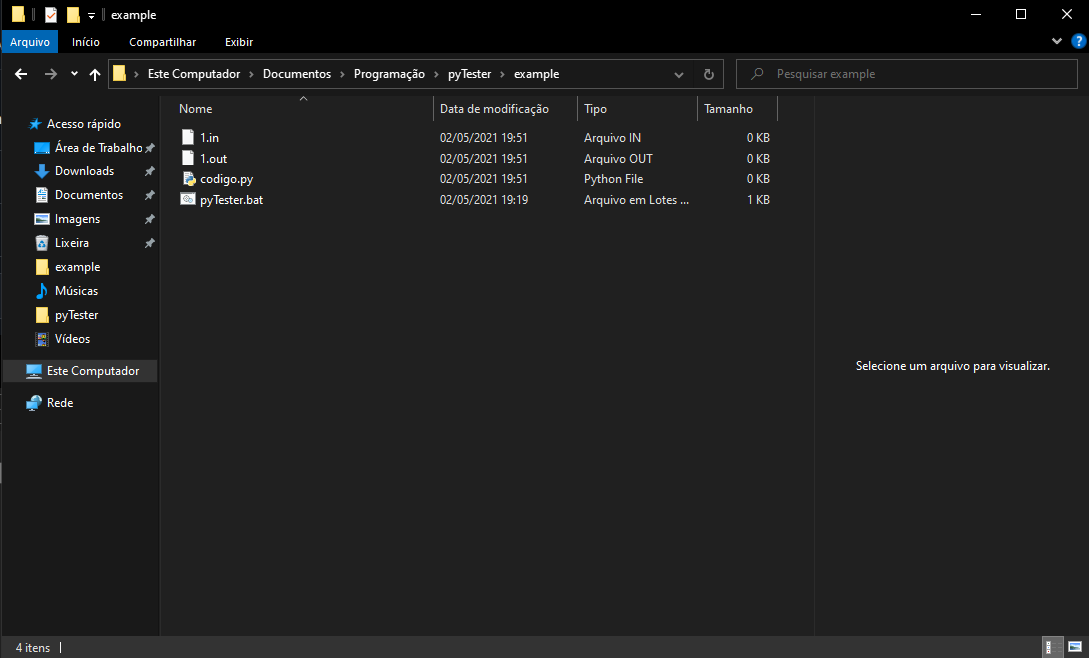 example
Arquivo Início Compartilhar Exibir ?
Este Computador Documentos Programação pyTester example
Pesquisar example
Nome Data de modificação Tipo Tamanho
1.in 02/05/2021 19:51 Arquivo IN 0 KB
1.out 02/05/2021 19:51 Arquivo OUT 0 KB
codigo.py 02/05/2021 19:51 Python File 0 KB
pyTester.bat 02/05/2021 19:19 Arquivo em Lotes ... 1 KB
Acesso rápido
Área de Trabalho
Downloads
Documentos
Imagens
Lixeira
example
Músicas
pyTester
Vídeos
Este Computador
Rede
Selecione um arquivo para visualizar.
4 itens